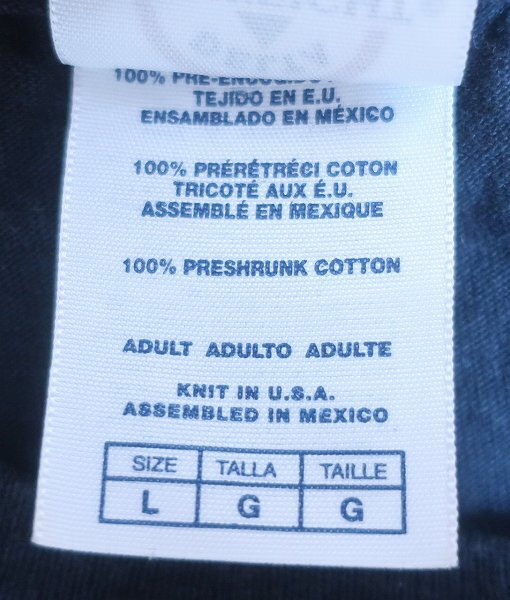 100%
TEJIDO EN E.U.
ENSAMBLADO EN MÉXICO
100% PRÉRÉTRÉCI COTON
TRICOTÉ AUX É.U.
ASSEMBLÉ EN MEXIQUE
100% PRESHRUNK COTTON
ADULT ADULTO ADULTE
KNIT IN U.S.A.
ASSEMBLED IN MEXICO
SIZE TALLA TAILLE
L G G